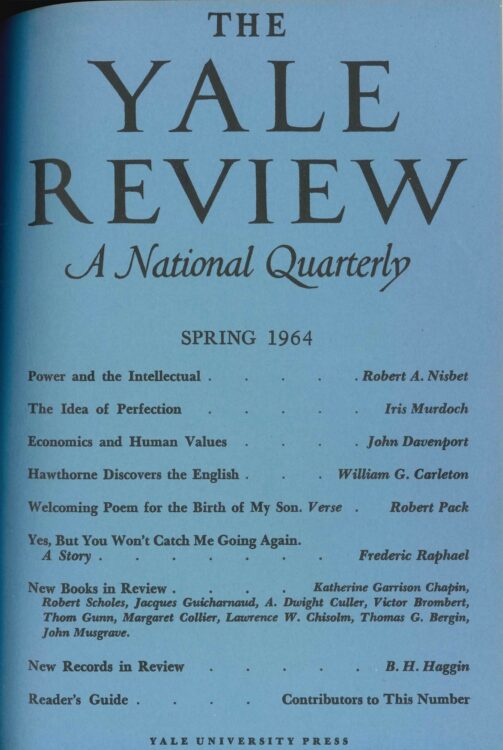 THE
YALE
REVIEW
A National Quarterly
SPRING 1964
Power and the Intellectual . . . . . Robert A. Nisbet
The Idea of Perfection . . . . . Iris Murdoch
Economics and Human Values . . . . John Davenport
Hawthorne Discovers the English . . . William G. Carleton
Welcoming Poem for the Birth of My Son. Verse . Robert Pack
Yes, But You Won't Catch Me Going Again.
A Story . . . . . . . Frederic Raphael
New Books in Review . . . . Katherine Garrison Chapin,
Robert Scholes, Jacques Guicharnaud, A. Dwight Culler, Victor Brombert,
Thom Gunn, Margaret Collier, Lawrence W. Chisolm, Thomas G. Bergin,
John Musgrave.
New Records in Review . . . . . B. H. Haggin
Reader's Guide . . . . Contributors to This Number
YALE UNIVERSITY PRESS